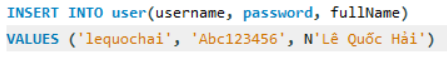 INSERT INTO user(username, password, fullName)
VALUES ('lequochai', 'Abc123456', N'Lê Quốc Hải')